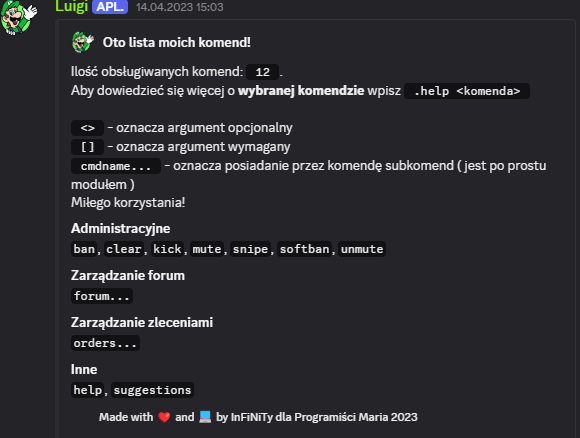 Luigi APL. 14.04.2023 15:03
Oto lista moich komend!
Ilość obsługiwanych komend: 12 .
Aby dowiedzieć się więcej o wybranej komendzie wpisz .help <komenda>
<> - oznacza argument opcjonalny
[] - oznacza argument wymagany
cmdname... - oznacza posiadanie przez komendę subkomend ( jest po prostu
modułem )
Miłego korzystania!
Administracyjne
ban, clear, kick, mute, snipe, softban, unmute
Zarządzanie forum
forum...
Zarządzanie zleceniami
orders...
Inne
help, suggestions
Made with ❤️ and 💻 by InFiNiTy dla Programiści Maria 2023